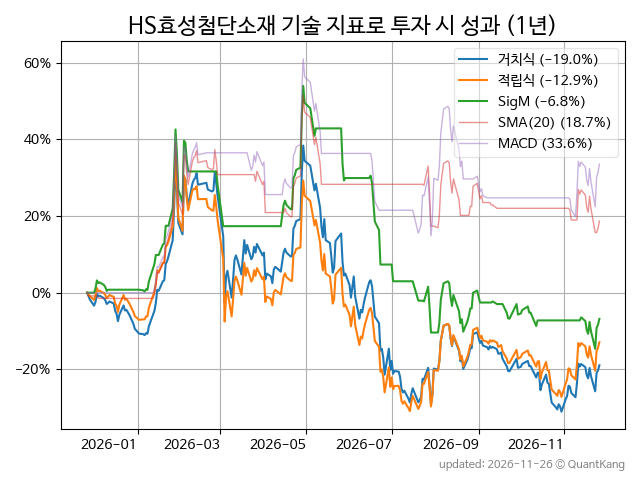 HS효성첨단소재 기술 지표로 투자 시 성과 (1년)
거치식 (−19.0%)
적립식 (−12.9%)
SigM (−6.8%)
SMA(20) (18.7%)
MACD (33.6%)
60%
40%
20%
0%
−20%
2026-01 2026-03 2026-05 2026-07 2026-09 2026-11
updated: 2026-11-26 © QuantKang